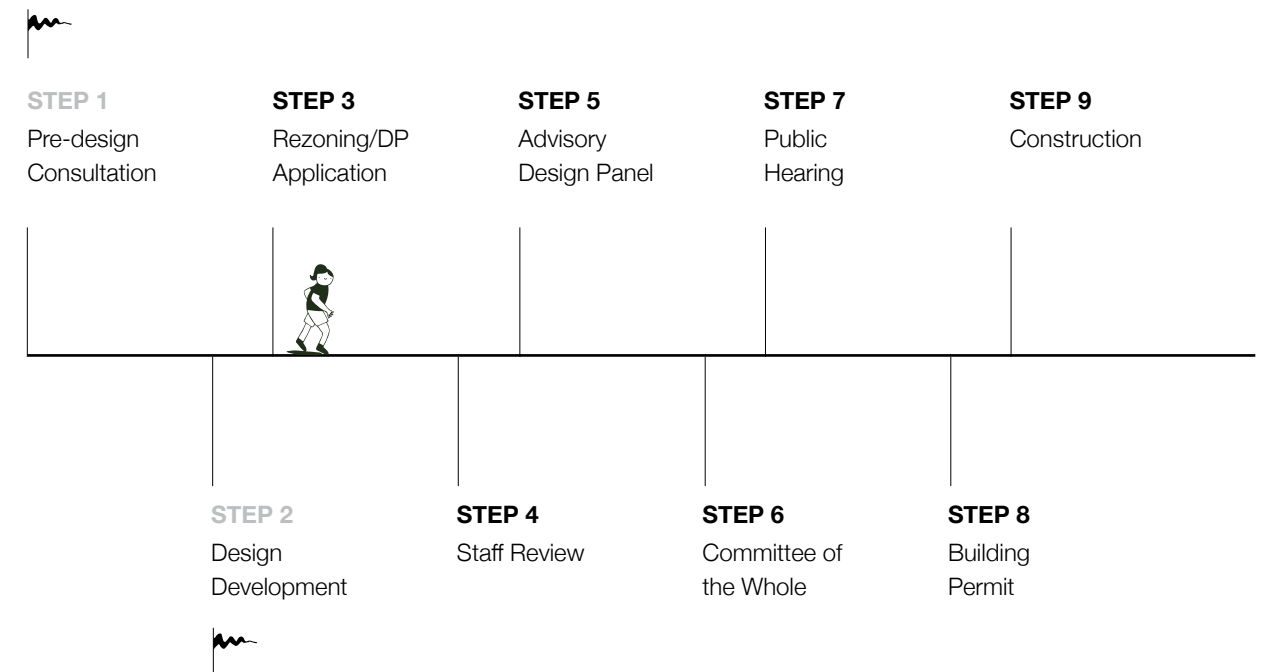 STEP 1
Pre-design
Consultation
STEP 3
Rezoning/DP
Application
STEP 5
Advisory
Design Panel
STEP 7
Public
Hearing
STEP 9
Construction
STEP 2
Design
Development
STEP 4
Staff Review
STEP 6
Committee of
the Whole
STEP 8
Building
Permit